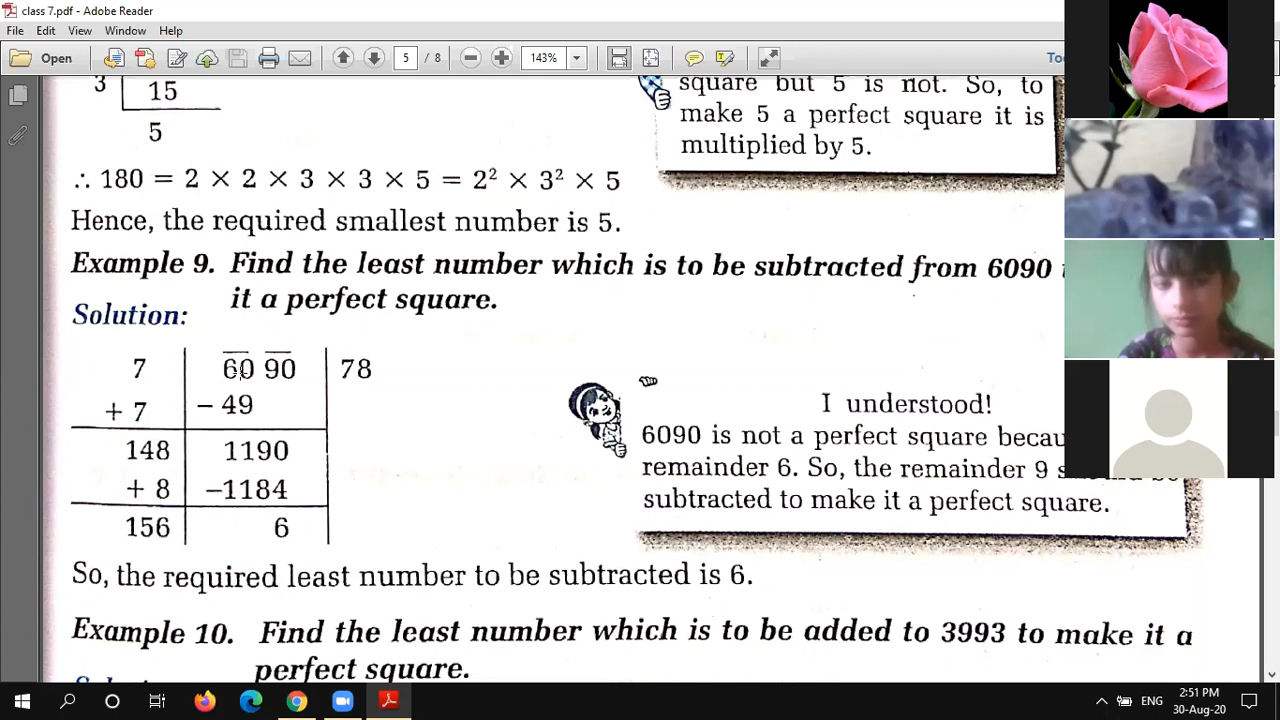 class 7.pdf - Adobe Reader
File Edit View Window Help
Open 5 / 8 143%
3 15
5
square but 5 is not. So, to
make 5 a perfect square it is
multiplied by 5.
∴ 180 = 2 × 2 × 3 × 3 × 5 = 2² × 3² × 5
Hence, the required smallest number is 5.
Example 9. Find the least number which is to be subtracted from 6090
it a perfect square.
Solution:
7 60 90 78
+ 7 – 49
148 1190
+ 8 –1184
156 6
I understood!
6090 is not a perfect square
remainder 6. So, the remainder 9
subtracted to make it a perfect square.
So, the required least number to be subtracted is 6.
Example 10. Find the least number which is to be added to 3993 to make it a
perfect square.
ENG
2:51 PM
30-Aug-20